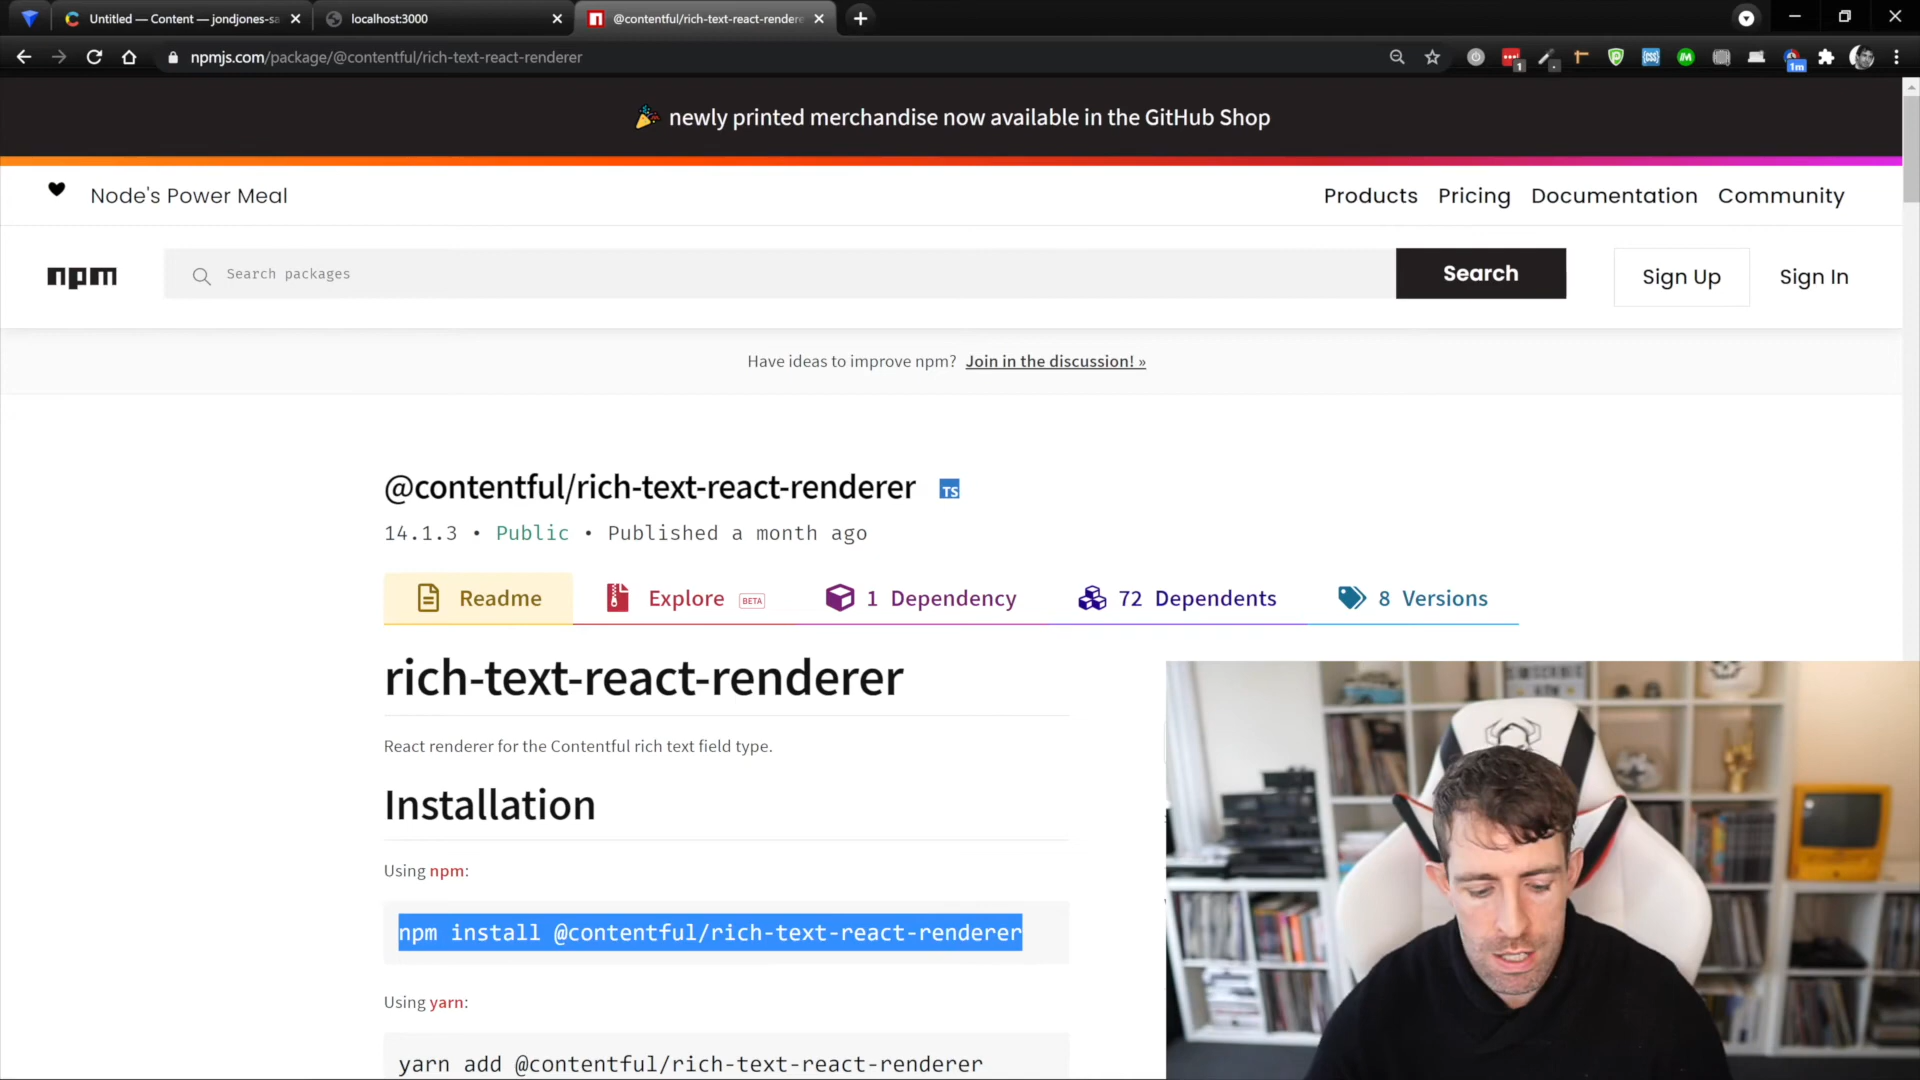 Untitled — Content — jondjones-sa
localhost:3000
@contentful/rich-text-react-rendere
npmjs.com/package/@contentful/rich-text-react-renderer
1
1m
newly printed merchandise now available in the GitHub Shop
Node's Power Meal
Products
Pricing
Documentation
Community
npm
Search packages
Search
Sign Up
Sign In
Have ideas to improve npm? Join in the discussion! »
@contentful/rich-text-react-renderer TS
14.1.3 • Public • Published a month ago
Readme
Explore BETA
1 Dependency
72 Dependents
8 Versions
rich-text-react-renderer
React renderer for the Contentful rich text field type.
Installation
Using npm:
npm install @contentful/rich-text-react-renderer
Using yarn:
yarn add @contentful/rich-text-react-renderer